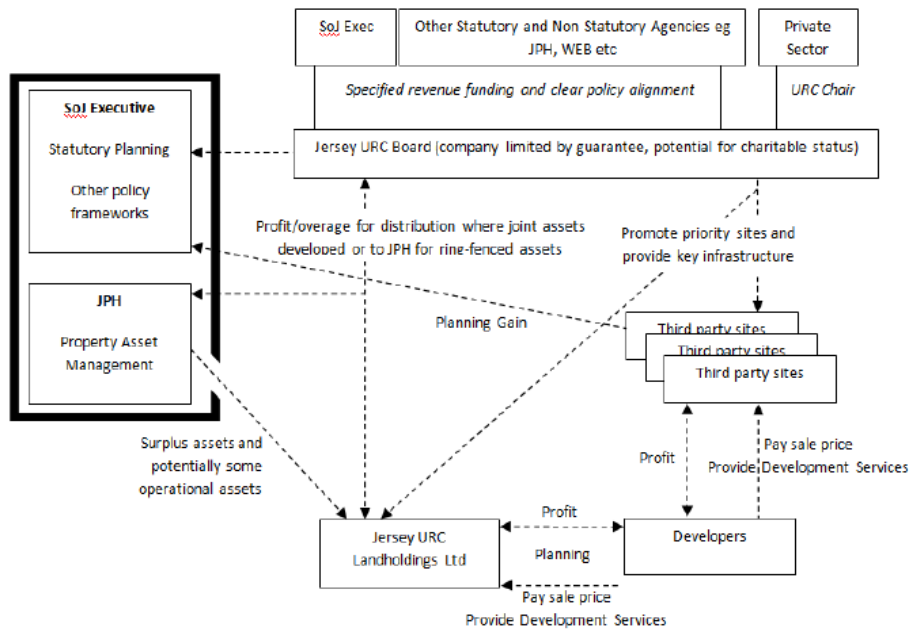 SoJ Exec
Other Statutory and Non Statutory Agencies eg
JPH, WEB etc
Private
Sector
Specified revenue funding and clear policy alignment
URC Chair
SoJ Executive
Statutory Planning
Other policy
frameworks
Jersey URC Board (company limited by guarantee, potential for charitable status)
Profit/overage for distribution where joint assets
developed or to JPH for ring-fenced assets
Promote priority sites and
provide key infrastructure
JPH
Property Asset
Management
Planning Gain
Third party sites
Third party sites
Third party sites
Surplus assets and
potentially some
operational assets
Profit
Pay sale price
Provide Development Services
Jersey URC
Landholdings Ltd
Profit
Planning
Developers
Pay sale price
Provide Development Services